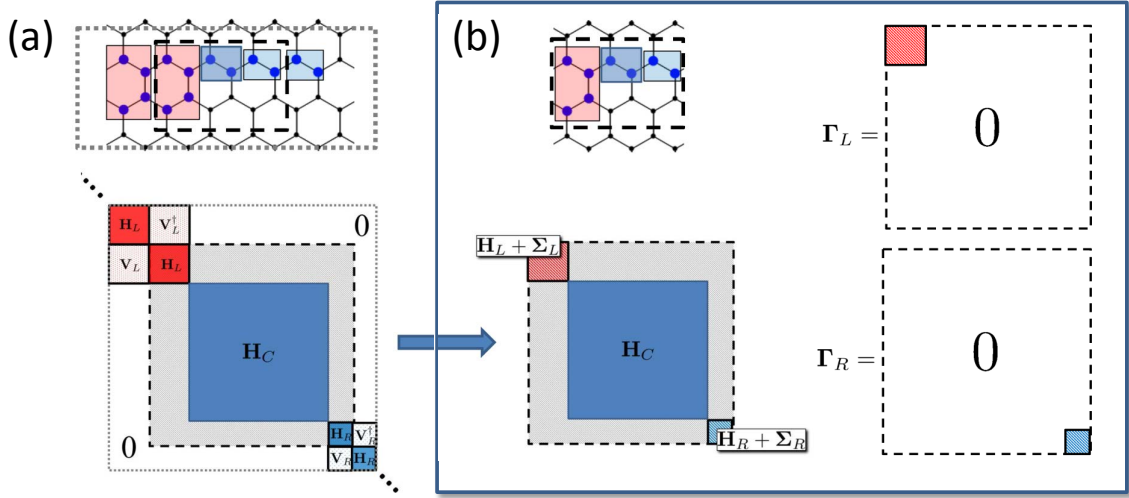 (a)
H_L V_L^† 0
V_L H_L
H_C
0
H_R V_R^†
V_R H_R
(b)
H_L + Σ_L
H_C
H_R + Σ_R
Γ_L = 0
Γ_R = 0